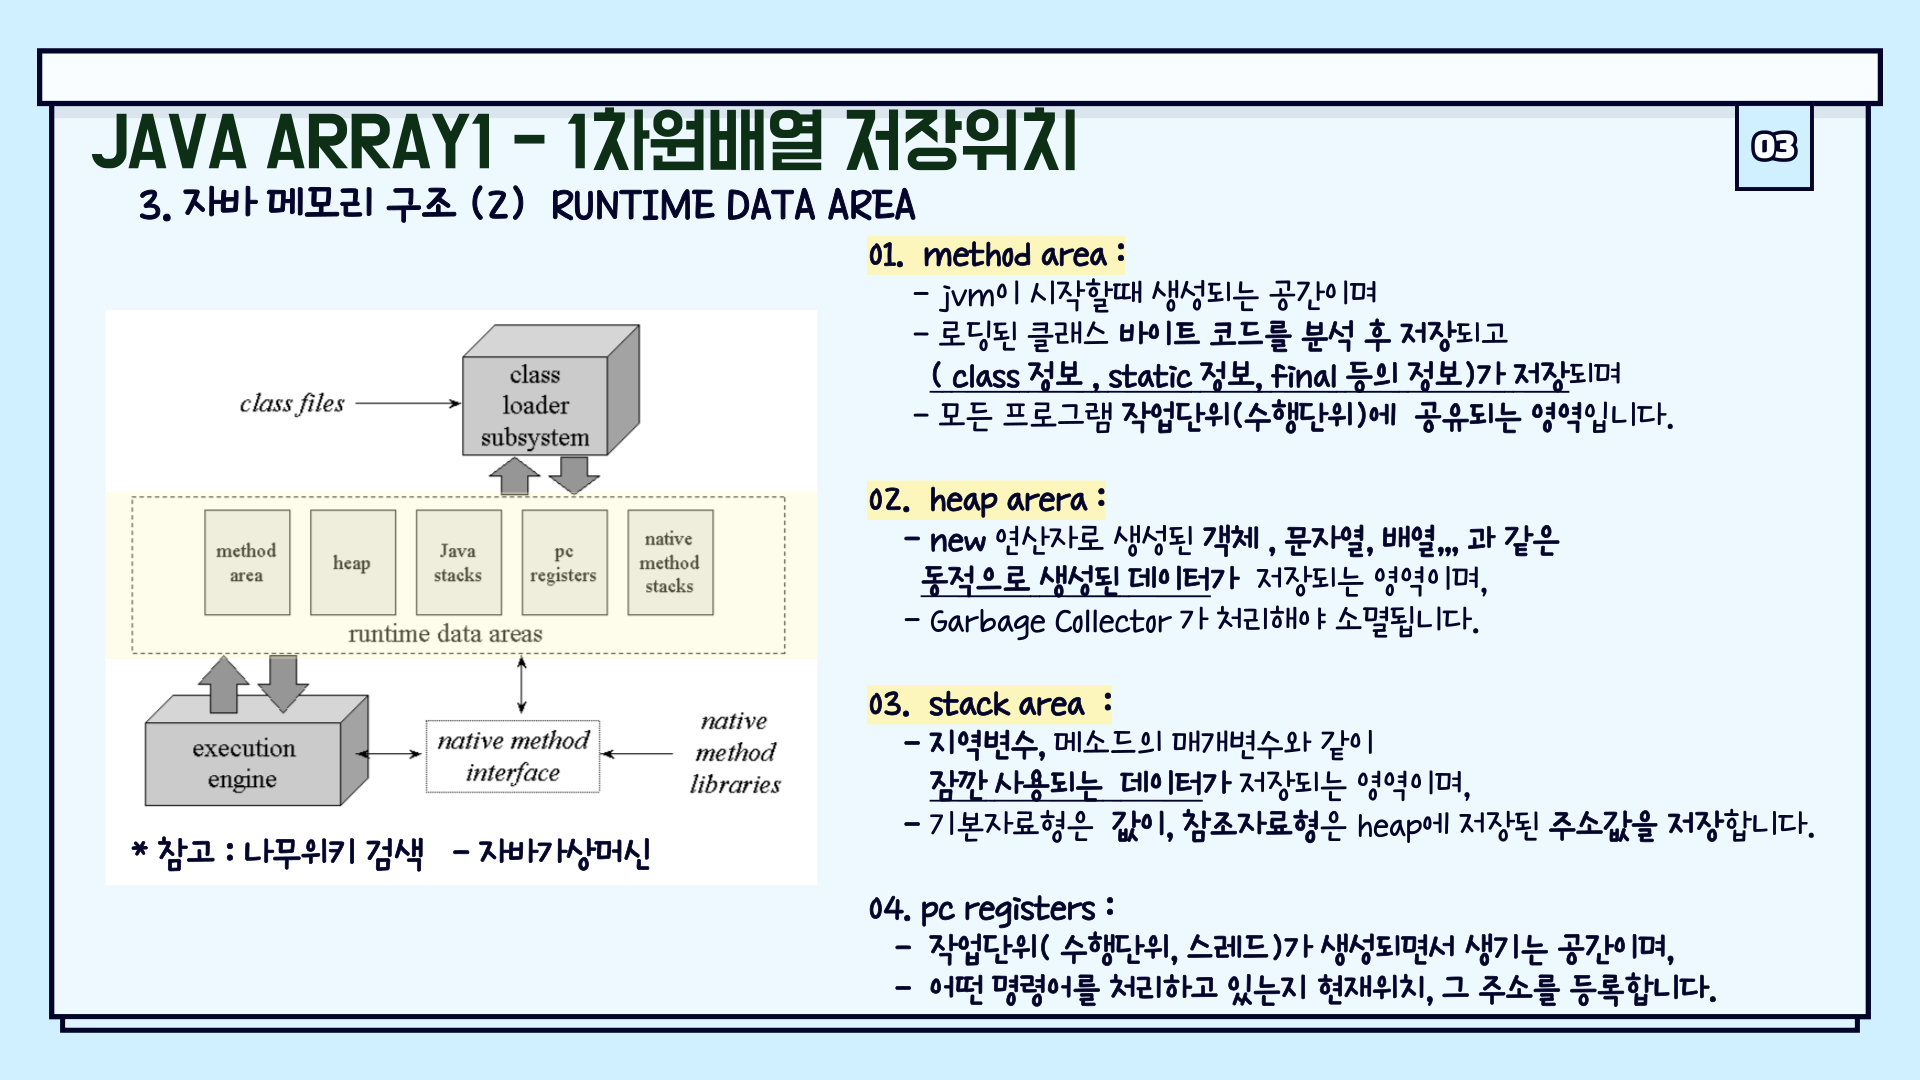 JAVA ARRAY1 - 1차원배열 저장위치
03
3. 자바 메모리 구조 (2) RUNTIME DATA AREA
class files
class
loader
subsystem
method
area
heap
Java
stacks
pc
registers
native
method
stacks
runtime data areas
execution
engine
native method
interface
native
method
libraries
* 참고 : 나무위키 검색 - 자바가상머신
01. method area :
- jvm이 시작할때 생성되는 공간이며
- 로딩된 클래스 바이트 코드를 분석 후 저장되고
( class 정보 , static 정보, final 등의 정보)가 저장되며
- 모든 프로그램 작업단위(수행단위)에 공유되는 영역입니다.
02. heap arera :
- new 연산자로 생성된 객체 , 문자열, 배열,,, 과 같은
동적으로 생성된 데이터가 저장되는 영역이며,
- Garbage Collector 가 처리해야 소멸됩니다.
03. stack area :
- 지역변수, 메소드의 매개변수와 같이
잠깐 사용되는 데이터가 저장되는 영역이며,
- 기본자료형은 값이, 참조자료형은 heap에 저장된 주소값을 저장합니다.
04. pc registers :
- 작업단위( 수행단위, 스레드)가 생성되면서 생기는 공간이며,
- 어떤 명령어를 처리하고 있는지 현재위치, 그 주소를 등록합니다.